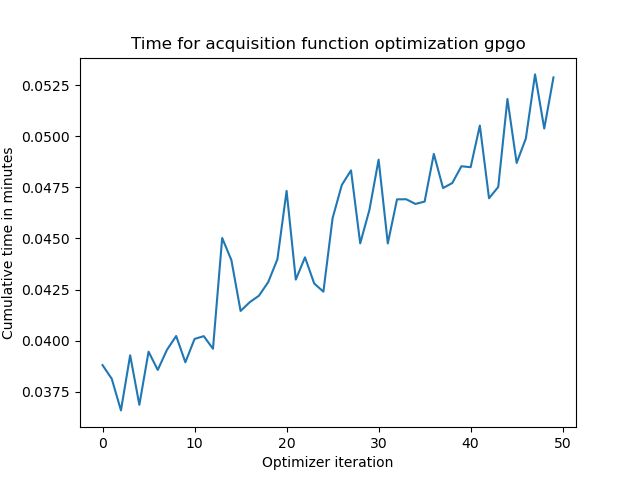 Time for acquisition function optimization gpgo
Cumulative time in minutes
0.0525
0.0500
0.0475
0.0450
0.0425
0.0400
0.0375
0 10 20 30 40 50
Optimizer iteration